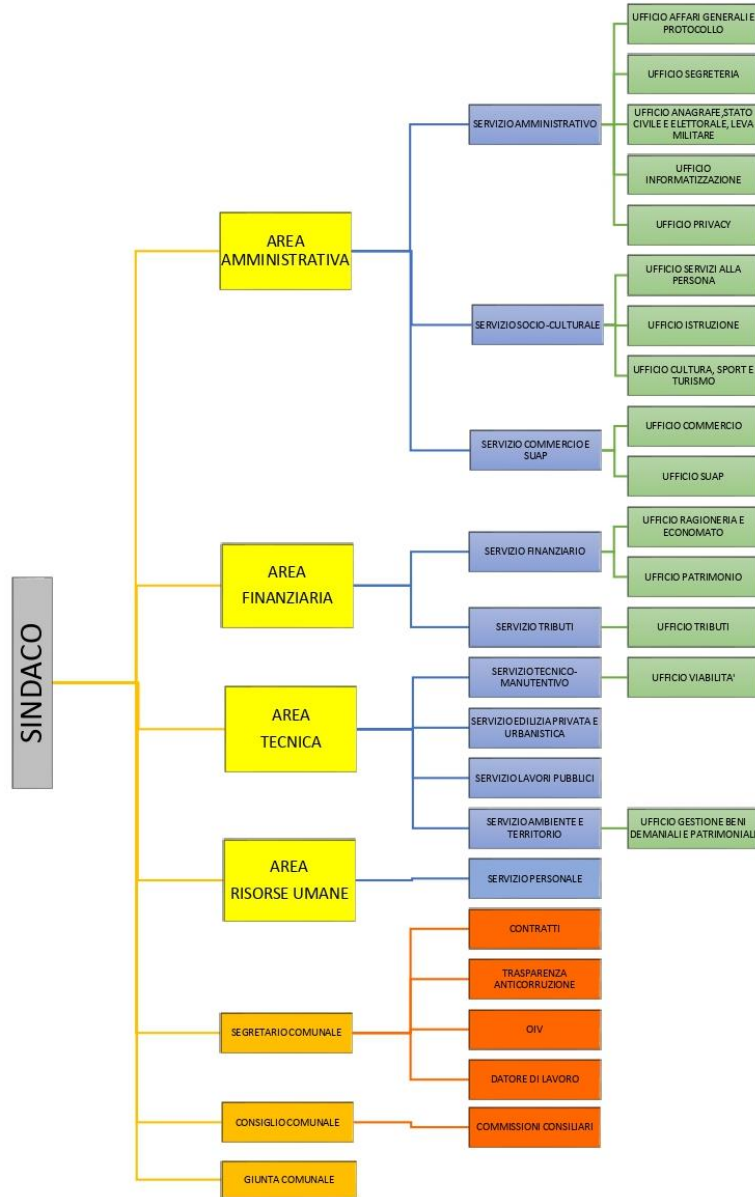 UFFICIO AFFARI GENERALI E
PROTOCOLLO
UFFICIO SEGRETERIA
SERVIZIO AMMINISTRATIVO
UFFICIO ANAGRAFE,STATO
CIVILE E ELETTORALE, LEVA
MILITARE
UFFICIO
INFORMATIZZAZIONE
UFFICIO PRIVACY
AREA
AMMINISTRATIVA
UFFICIO SERVIZI ALLA
PERSONA
SERVIZIO SOCIO-CULTURALE
UFFICIO ISTRUZIONE
UFFICIO CULTURA, SPORT E
TURISMO
SERVIZIO COMMERCIO E
SUAP
UFFICIO COMMERCIO
UFFICIO SUAP
AREA
FINANZIARIA
SERVIZIO FINANZIARIO
UFFICIO RAGIONERIA E
ECONOMATO
UFFICIO PATRIMONIO
SERVIZIO TRIBUTI
UFFICIO TRIBUTI
SINDACO
AREA
TECNICA
SERVIZIO TECNICO-
MANUTENTIVO
UFFICIO VIABILITA'
SERVIZIO EDILIZIA PRIVATA E
URBANISTICA
SERVIZIO LAVORI PUBBLICI
SERVIZIO AMBIENTE E
TERRITORIO
UFFICIO GESTIONE BENI
DEMANIALI E PATRIMONIALI
AREA
RISORSE UMANE
SERVIZIO PERSONALE
SEGRETARIO COMUNALE
CONTRATTI
TRASPARENZA
ANTICORRUZIONE
OIV
DATORE DI LAVORO
CONSIGLIO COMUNALE
COMMISSIONI CONSILIARI
GIUNTA COMUNALE